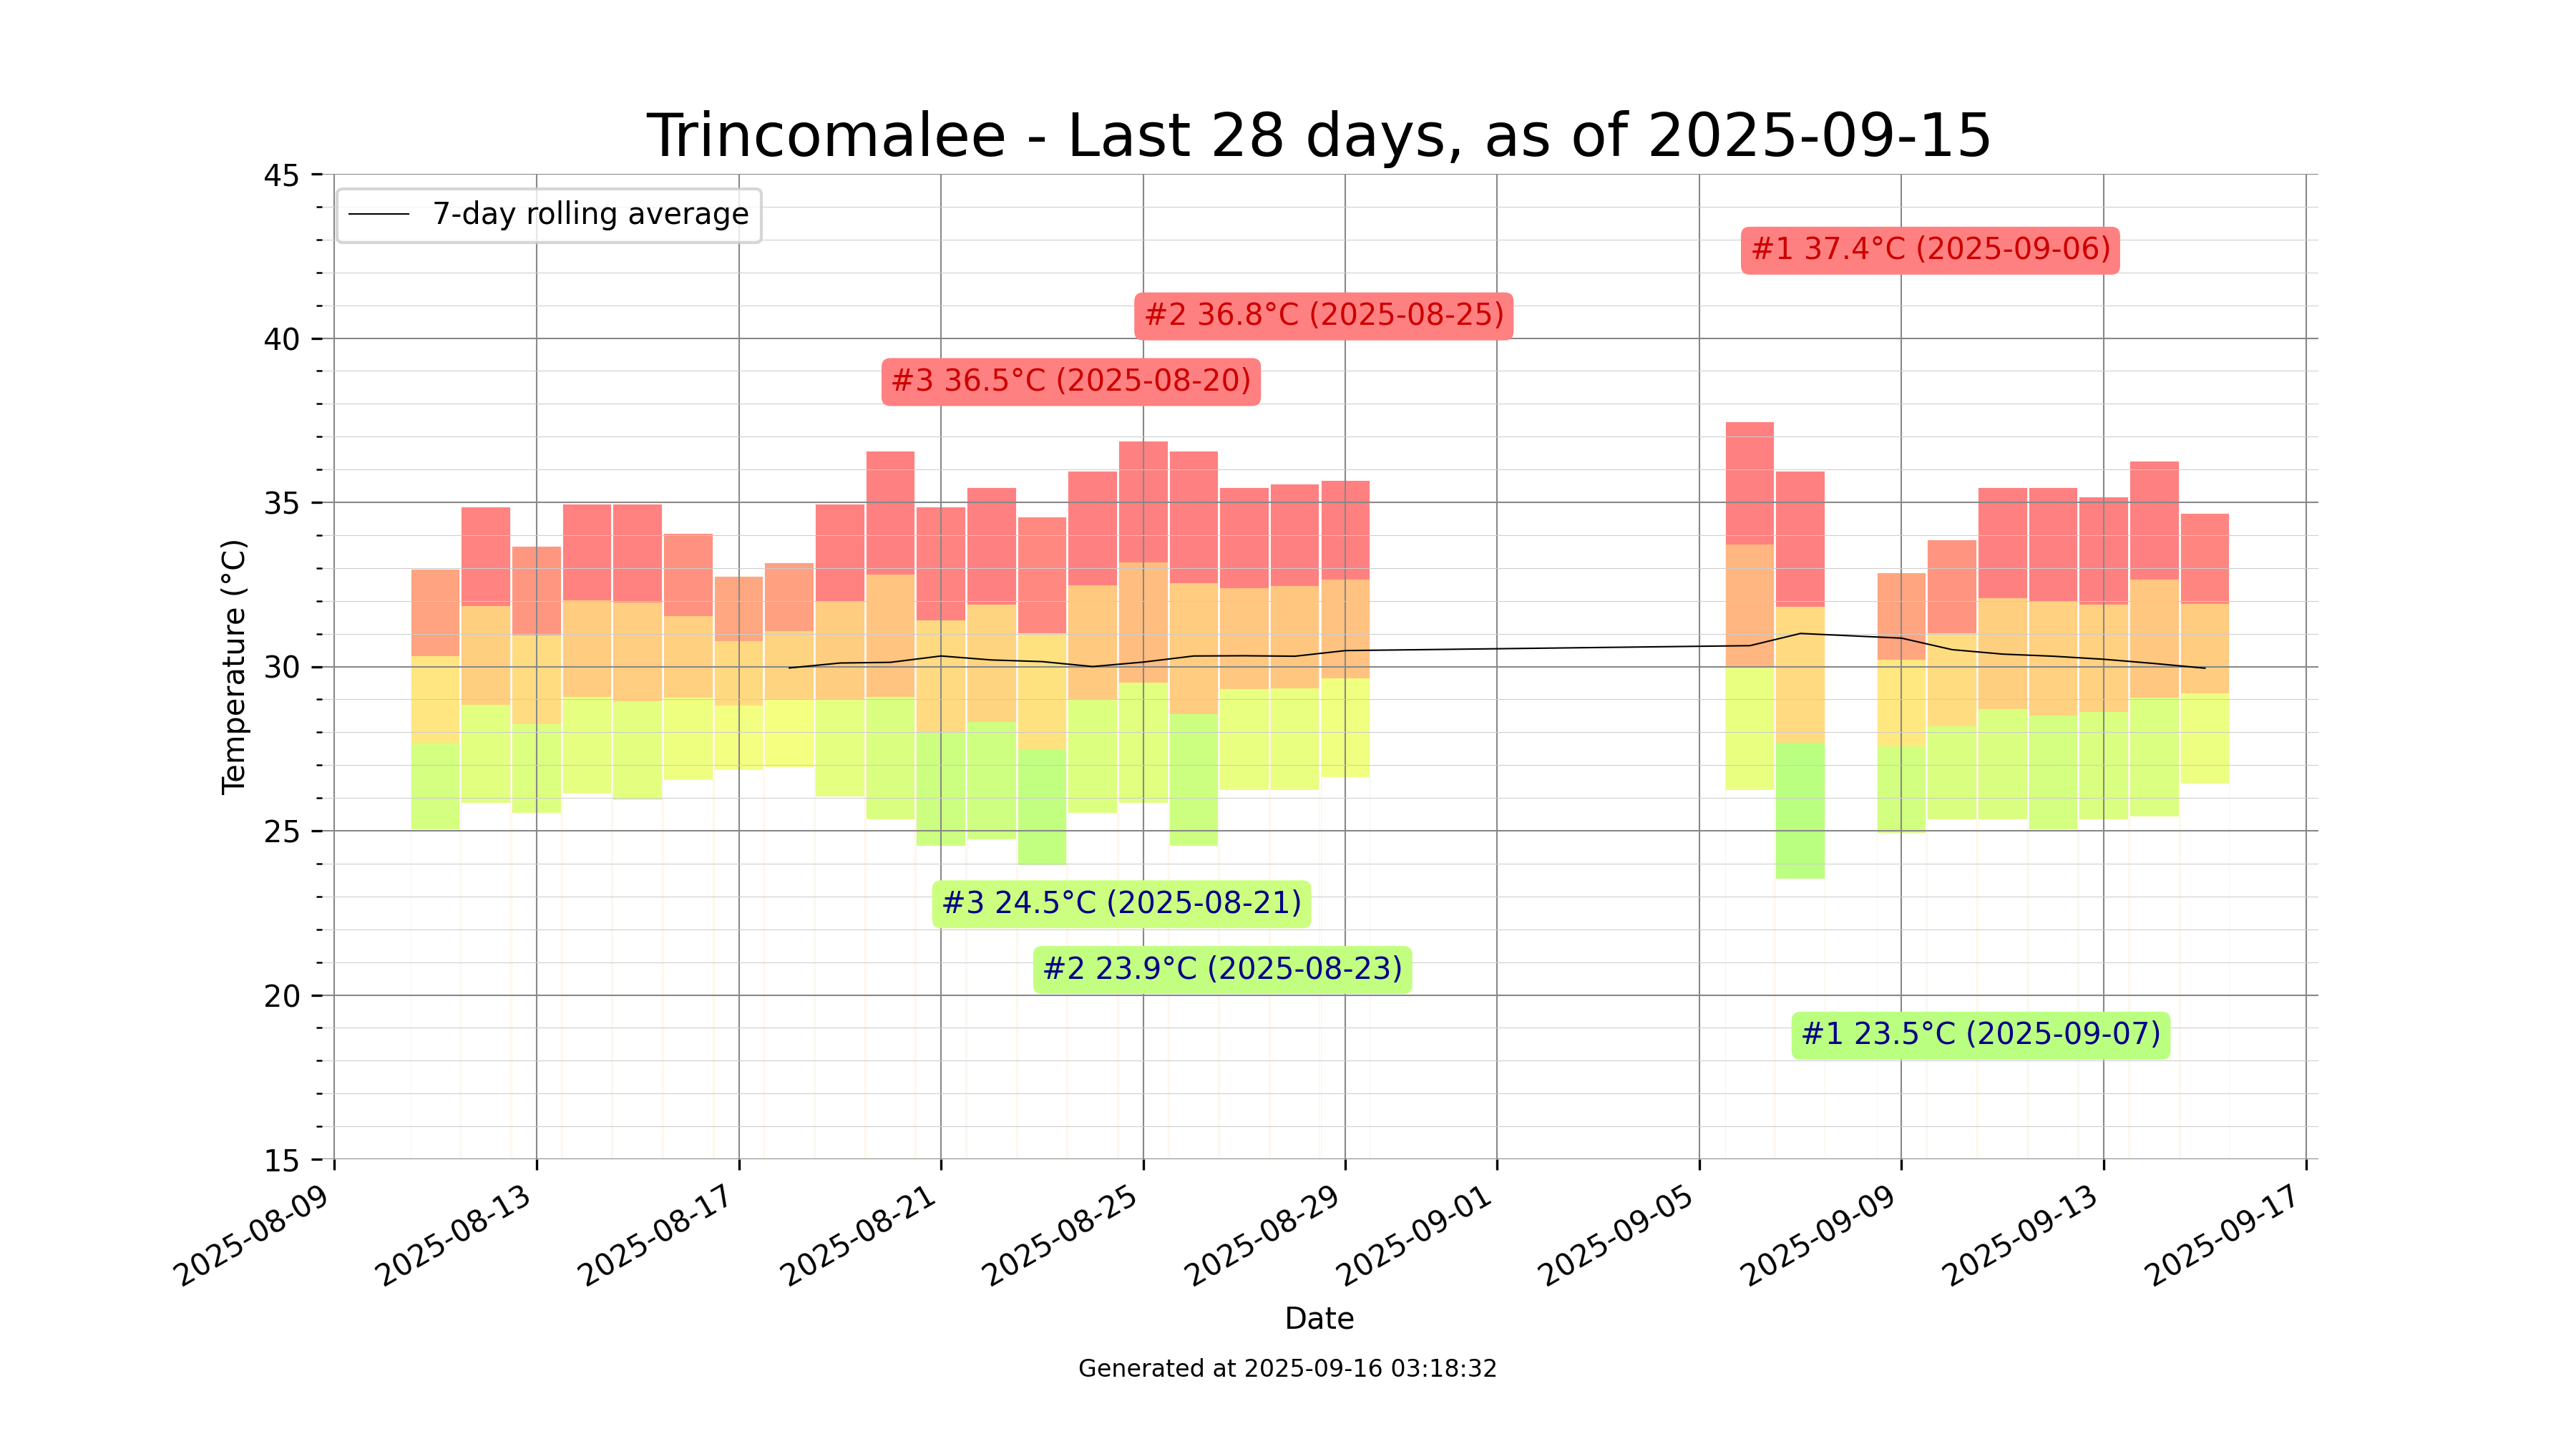 Trincomalee - Last 28 days, as of 2025-09-15
45
7-day rolling average
#1 37.4°C (2025-09-06)
#2 36.8°C (2025-08-25)
40
#3 36.5°C (2025-08-20)
35
30
Temperature (°C)
25
#3 24.5°C (2025-08-21)
#2 23.9°C (2025-08-23)
20
#1 23.5°C (2025-09-07)
15
2025-08-09
2025-08-13
2025-08-17
2025-08-21
2025-08-25
2025-08-29
2025-09-01
2025-09-05
2025-09-09
2025-09-13
2025-09-17
Date
Generated at 2025-09-16 03:18:32